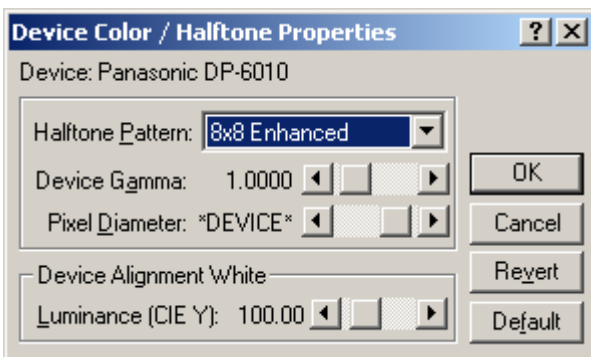 Device Color / Halftone Properties
Device: Panasonic DP-6010
Halftone Pattern: 8x8 Enhanced
Device Gamma: 1.0000
Pixel Diameter: *DEVICE*
Device Alignment White
Luminance (CIE Y): 100.00
OK
Cancel
Revert
Default